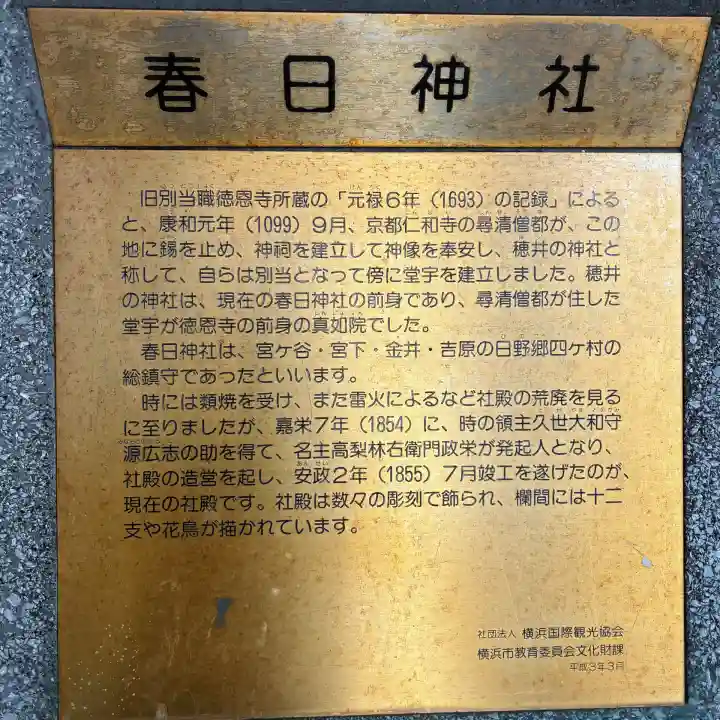 春日神社
旧別当職徳恩寺所蔵の「元禄6年（1693）の記録」による
と、康和元年（1099）9月、京都仁和寺の尋清僧都が、この
地に錫を止め、神祠を建立して神像を奉安し、穂井の神社と
称して、自らは別当となって傍に堂宇を建立しました。穂井
の神社は、現在の春日神社の前身であり、尋清僧都が住した
堂宇が徳恩寺の前身の真如院でした。
春日神社は、宮ケ谷・宮下・金井・吉原の日野郷四ケ村の
総鎮守であったといいます。
時には類焼を受け、また雷火によるなど社殿の荒廃を見る
に至りましたが、嘉栄7年（1854）に、時の領主久世大和守
源広志の助を得て、名主高梨林右衛門政栄が発起人となり、
社殿の造営を起し、安政2年（1855）7月竣工を遂げたのが、
現在の社殿です。社殿は数々の彫刻で飾られ、欄間には十二
支や花鳥が描かれています。
社団法人 横浜国際観光協会
横浜市教育委員会文化財課
平成3年3月